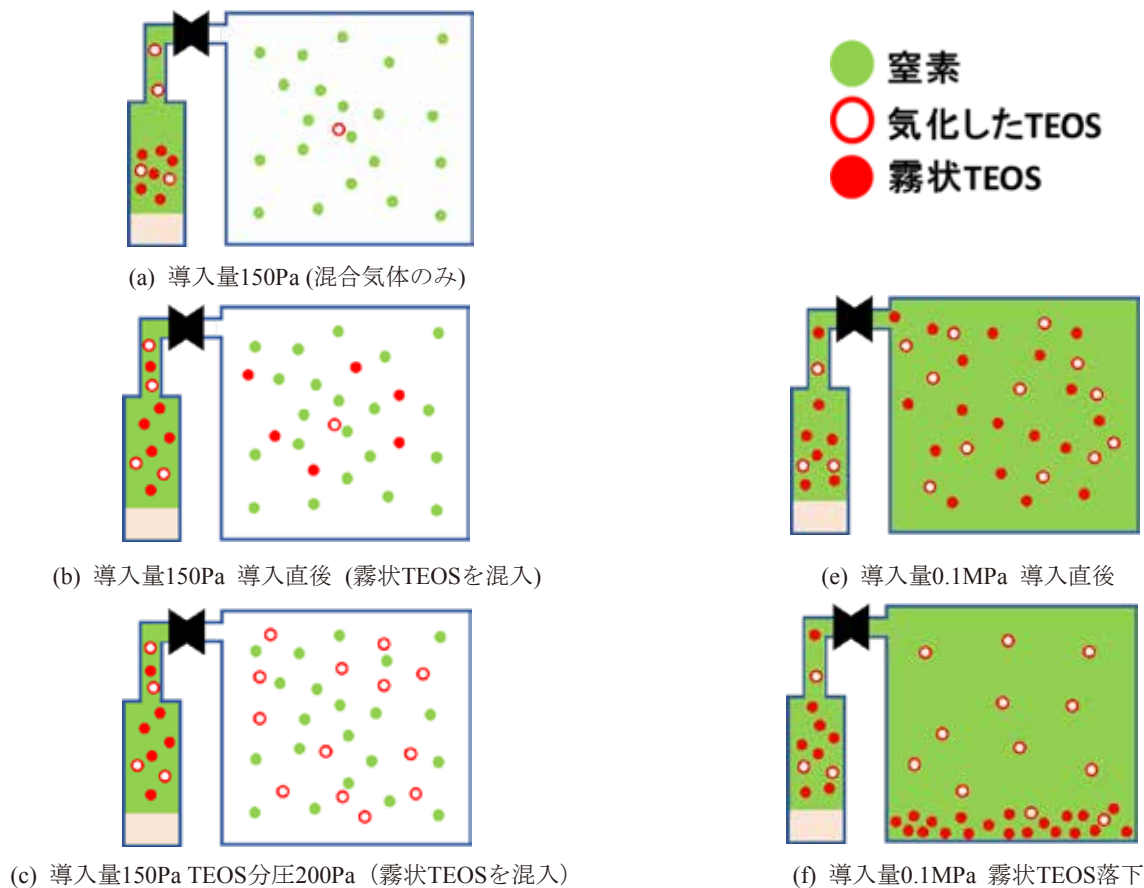 窒素
気化したTEOS
霧状TEOS
(a) 導入量150Pa (混合気体のみ)
(b) 導入量150Pa 導入直後 (霧状TEOSを混入)
(e) 導入量0.1MPa 導入直後
(c) 導入量150Pa TEOS分圧200Pa（霧状TEOSを混入）
(f) 導入量0.1MPa 霧状TEOS落下